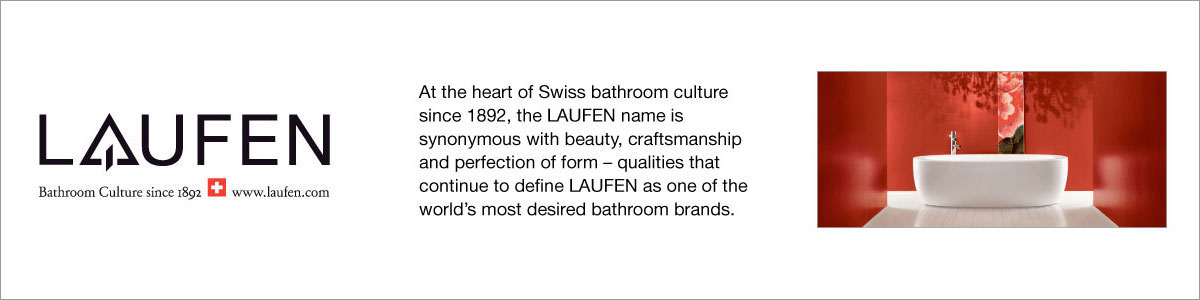 LAUFEN
Bathroom Culture since 1892 www.laufen.com
At the heart of Swiss bathroom culture
since 1892, the LAUFEN name is
synonymous with beauty, craftsmanship
and perfection of form – qualities that
continue to define LAUFEN as one of the
world’s most desired bathroom brands.